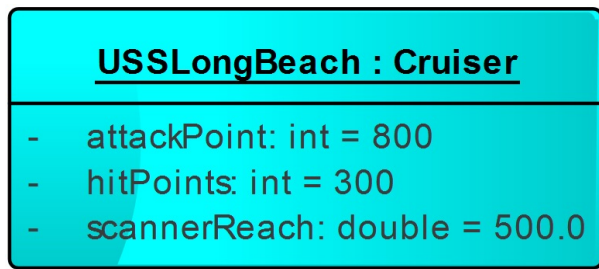 USSLongBeach : Cruiser
- attackPoint: int = 800
- hitPoints: int = 300
- scannerReach: double = 500.0